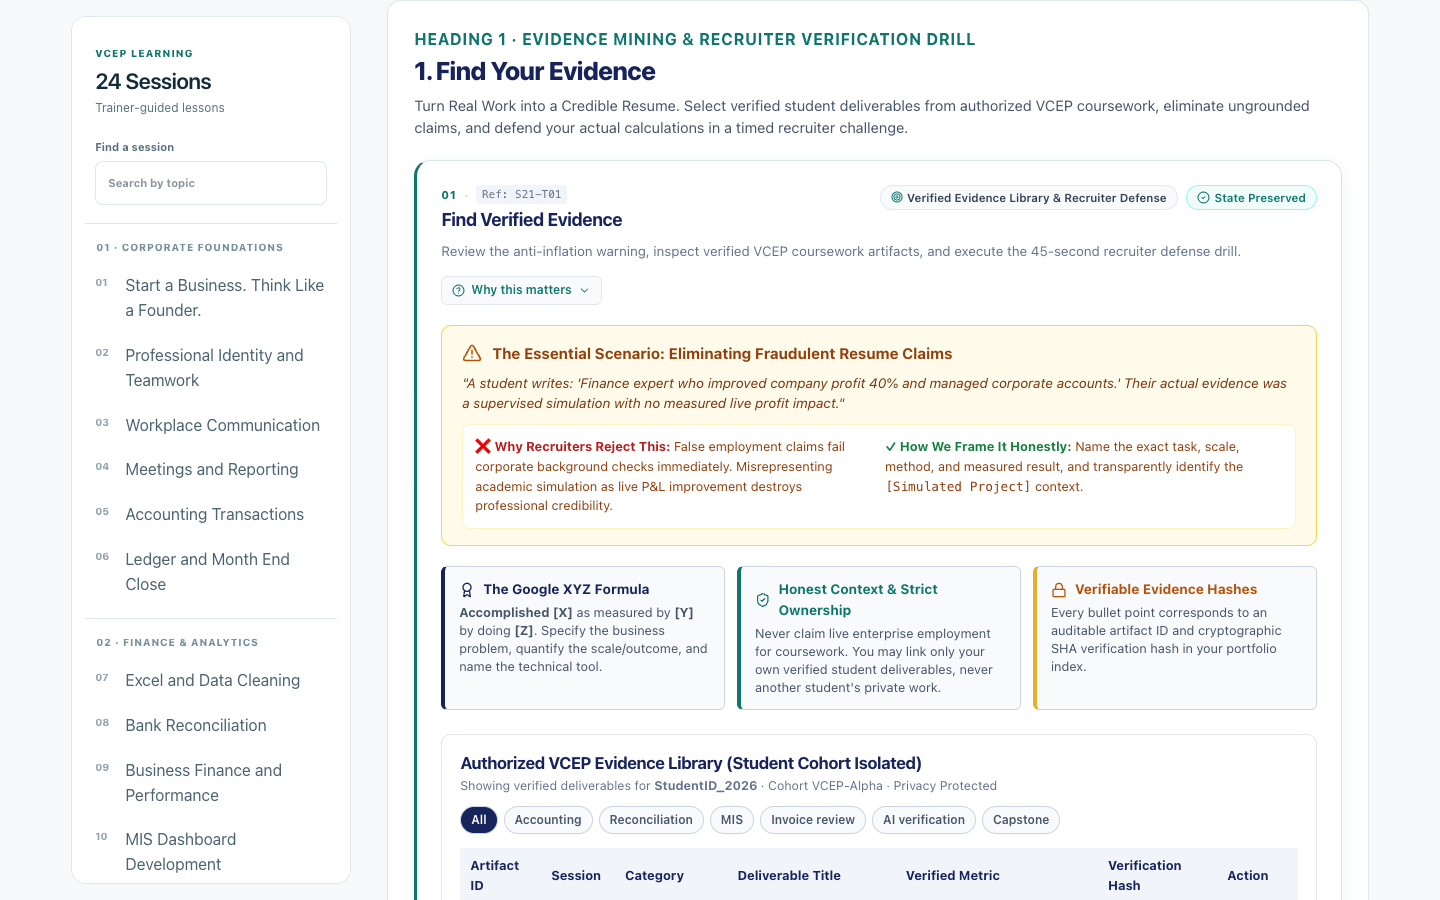 VCEP LEARNING
24 Sessions
Trainer-guided lessons
Find a session
Search by topic
01 · CORPORATE FOUNDATIONS
01 Start a Business. Think Like
a Founder.
02 Professional Identity and
Teamwork
03 Workplace Communication
04 Meetings and Reporting
05 Accounting Transactions
06 Ledger and Month End
Close
02 · FINANCE & ANALYTICS
07 Excel and Data Cleaning
08 Bank Reconciliation
09 Business Finance and
Performance
10 MIS Dashboard
Development
HEADING 1 · EVIDENCE MINING & RECRUITER VERIFICATION DRILL
1. Find Your Evidence
Turn Real Work into a Credible Resume. Select verified student deliverables from authorized VCEP coursework, eliminate ungrounded
claims, and defend your actual calculations in a timed recruiter challenge.
01 · Ref: S21-T01
Verified Evidence Library & Recruiter Defense
State Preserved
Find Verified Evidence
Review the anti-inflation warning, inspect verified VCEP coursework artifacts, and execute the 45-second recruiter defense drill.
Why this matters
The Essential Scenario: Eliminating Fraudulent Resume Claims
"A student writes: 'Finance expert who improved company profit 40% and managed corporate accounts.' Their actual evidence was
a supervised simulation with no measured live profit impact."
❌ Why Recruiters Reject This: False employment claims fail
corporate background checks immediately. Misrepresenting
academic simulation as live P&L improvement destroys
professional credibility.
✓ How We Frame It Honestly: Name the exact task, scale,
method, and measured result, and transparently identify the
[Simulated Project] context.
The Google XYZ Formula
Accomplished [X] as measured by [Y]
by doing [Z]. Specify the business
problem, quantify the scale/outcome, and
name the technical tool.
Honest Context & Strict
Ownership
Never claim live enterprise employment
for coursework. You may link only your
own verified student deliverables, never
another student's private work.
Verifiable Evidence Hashes
Every bullet point corresponds to an
auditable artifact ID and cryptographic
SHA verification hash in your portfolio
index.
Authorized VCEP Evidence Library (Student Cohort Isolated)
Showing verified deliverables for StudentID_2026 · Cohort VCEP-Alpha · Privacy Protected
All Accounting Reconciliation MIS Invoice review AI verification Capstone
Artifact
ID
Session
Category
Deliverable Title
Verified Metric
Verification
Hash
Action